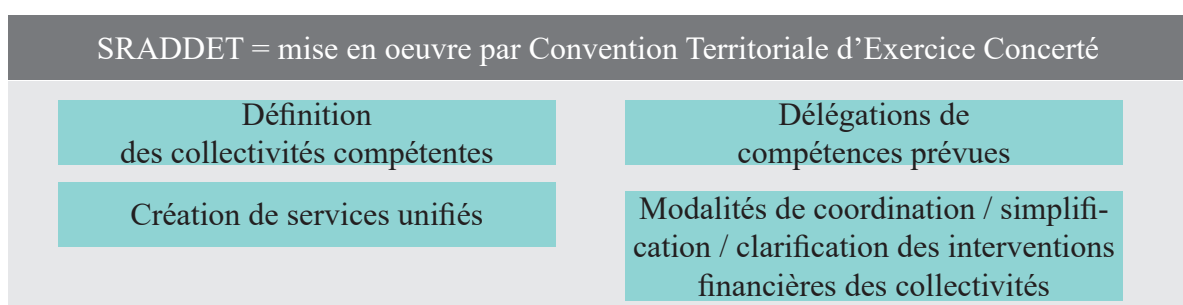 SRADDET = mise en oeuvre par Convention Territoriale d’Exercice Concerté
Définition
des collectivités compétentes
Délégations de
compétences prévues
Création de services unifiés
Modalités de coordination / simplifi-
cation / clarification des interventions
financières des collectivités